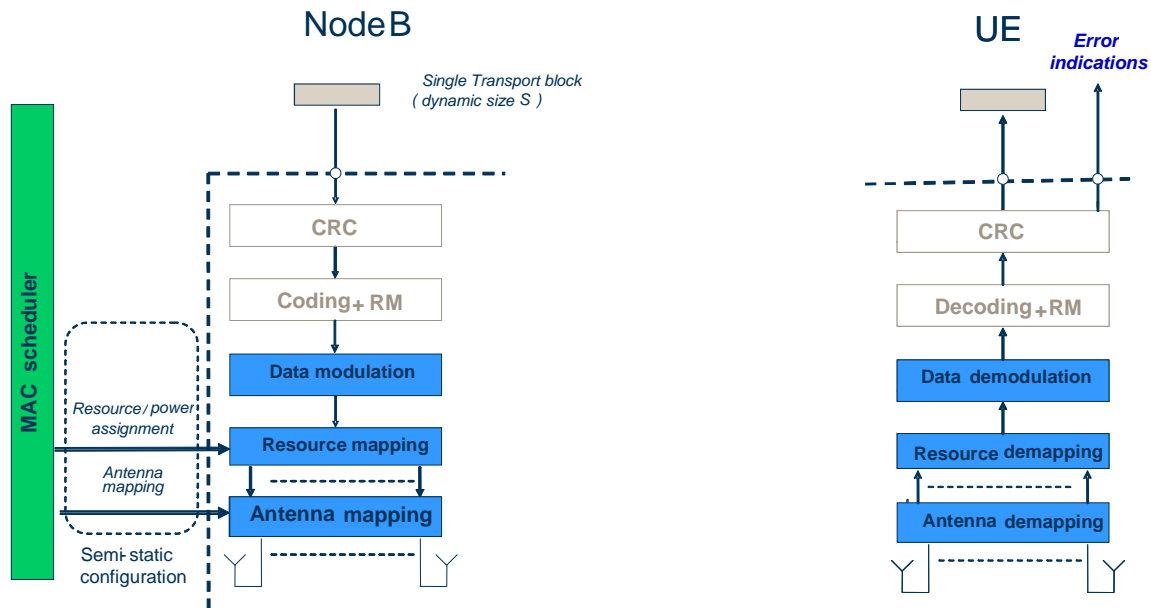 NodeB
UE
Error
indications
Single Transport block
( dynamic size S )
CRC
CRC
Coding+ RM
Decoding+RM
MAC scheduler
Data modulation
Data demodulation
Resource/ power
assignment
Resource mapping
Resource demapping
Antenna
mapping
Antenna mapping
Antenna demapping
Semi-static
configuration